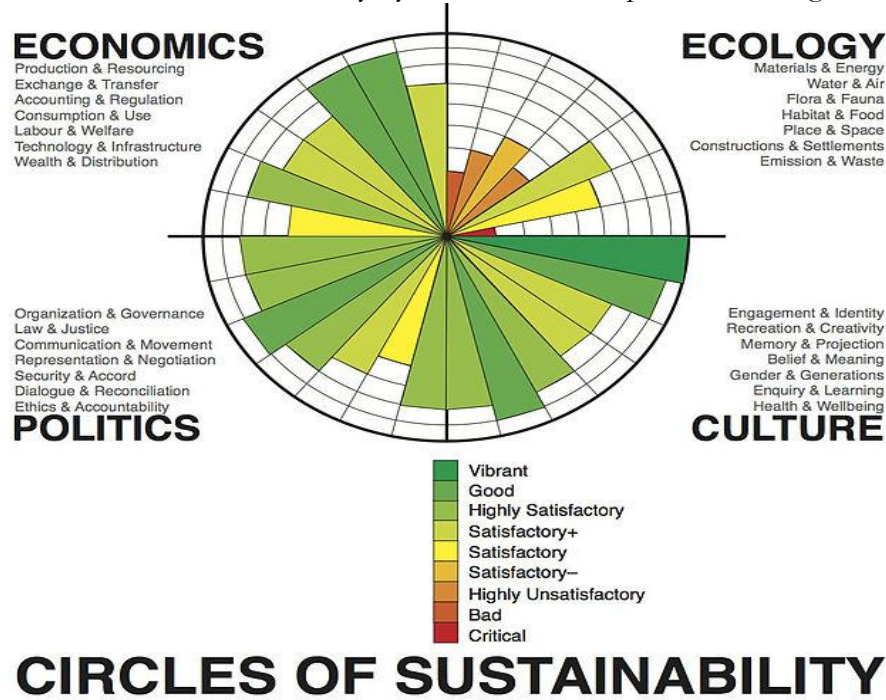 ECONOMICS
Production & Resourcing
Exchange & Transfer
Accounting & Regulation
Consumption & Use
Labour & Welfare
Technology & Infrastructure
Wealth & Distribution
ECOLOGY
Materials & Energy
Water & Air
Flora & Fauna
Habitat & Food
Place & Space
Constructions & Settlements
Emission & Waste
Organization & Governance
Law & Justice
Communication & Movement
Representation & Negotiation
Security & Accord
Dialogue & Reconciliation
Ethics & Accountability
POLITICS
Engagement & Identity
Recreation & Creativity
Memory & Projection
Belief & Meaning
Gender & Generations
Enquiry & Learning
Health & Wellbeing
CULTURE
Vibrant
Good
Highly Satisfactory
Satisfactory+
Satisfactory
Satisfactory–
Highly Unsatisfactory
Bad
Critical
CIRCLES OF SUSTAINABILITY